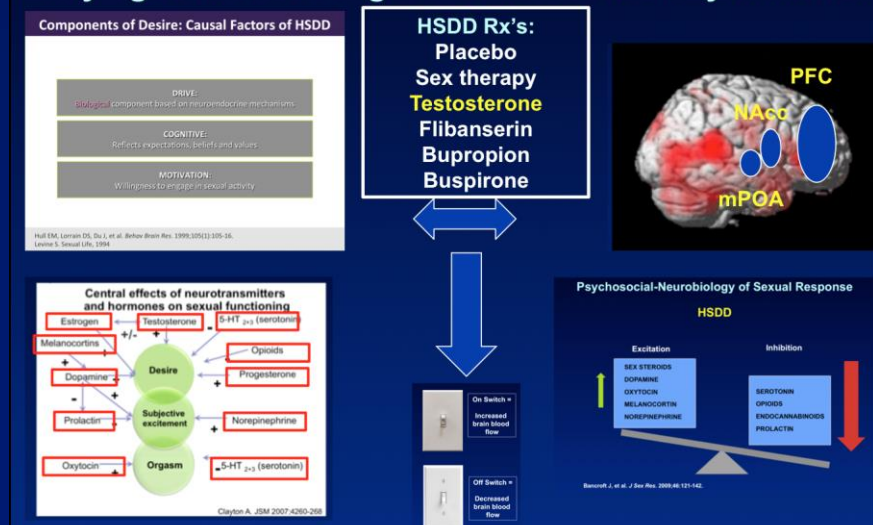 Components of Desire: Causal Factors of HSDD
DRIVE:
Biological component based on neuroendocrine mechanisms
COGNITIVE:
Reflects expectations, beliefs and values
MOTIVATION:
Willingness to engage in sexual activity
Hull EM, Lorrain DS, Du J, et al. Behav Brain Res. 1999;105(1):105-16.
Levine S. Sexual Life, 1994
HSDD Rx's:
Placebo
Sex therapy
Testosterone
Flibanserin
Bupropion
Buspirone
PFC
NAcc
mPOA
Central effects of neurotransmitters
and hormones on sexual functioning
Estrogen
Testosterone
5-HT 2+3 (serotonin)
+/-
+
-
Melanocortins
+
Opioids
-
Desire
Dopamine
+
Progesterone
+
-
Subjective
excitement
Prolactin
-
Norepinephrine
+
Orgasm
Oxytocin
+
-
5-HT 2+3 (serotonin)
Clayton A. JSM 2007;4260-268
On Switch =
Increased
brain blood
flow
Off Switch =
Decreased
brain blood
flow
Psychosocial-Neurobiology of Sexual Response
HSDD
Excitation
Inhibition
SEX STEROIDS
DOPAMINE
OXYTOCIN
MELANOCORTIN
NOREPINEPHRINE
SEROTONIN
OPIOIDS
ENDOCANNABINOIDS
PROLACTIN
Bancroft J, et al. J Sex Res. 2009;46:121-142.